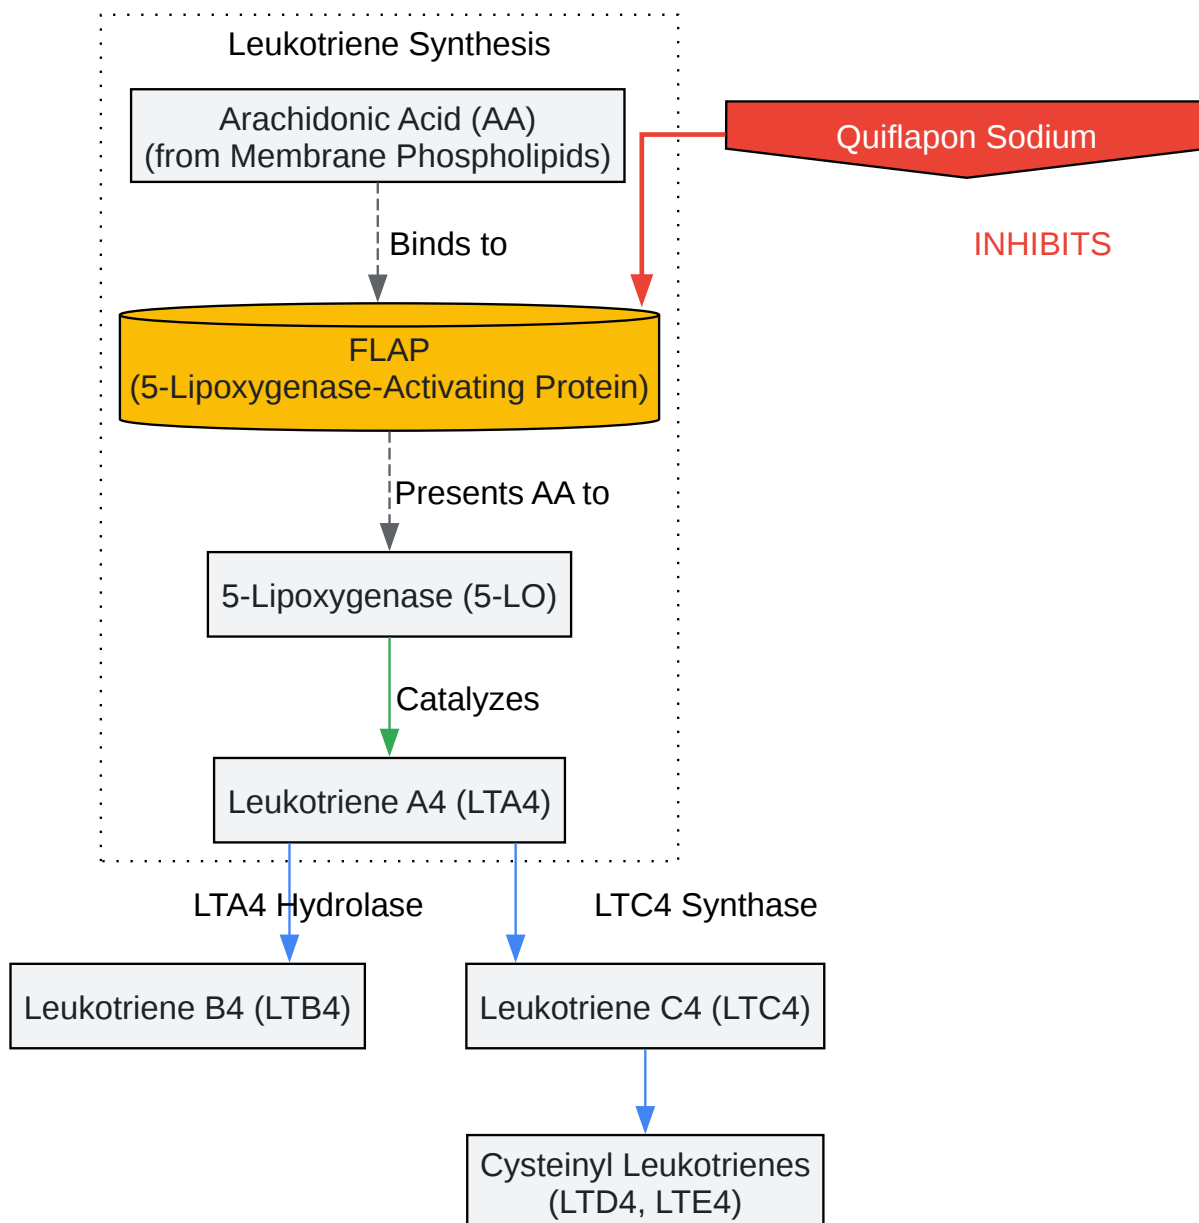 Leukotriene Synthesis
Arachidonic Acid (AA)
(from Membrane Phospholipids)
Quiflapon Sodium
Binds to
INHIBITS
FLAP
(5-Lipoxygenase-Activating Protein)
Presents AA to
5-Lipoxygenase (5-LO)
Catalyzes
Leukotriene A4 (LTA4)
LTA4 Hydrolase
LTC4 Synthase
Leukotriene B4 (LTB4)
Leukotriene C4 (LTC4)
Cysteinyl Leukotrienes
(LTD4, LTE4)